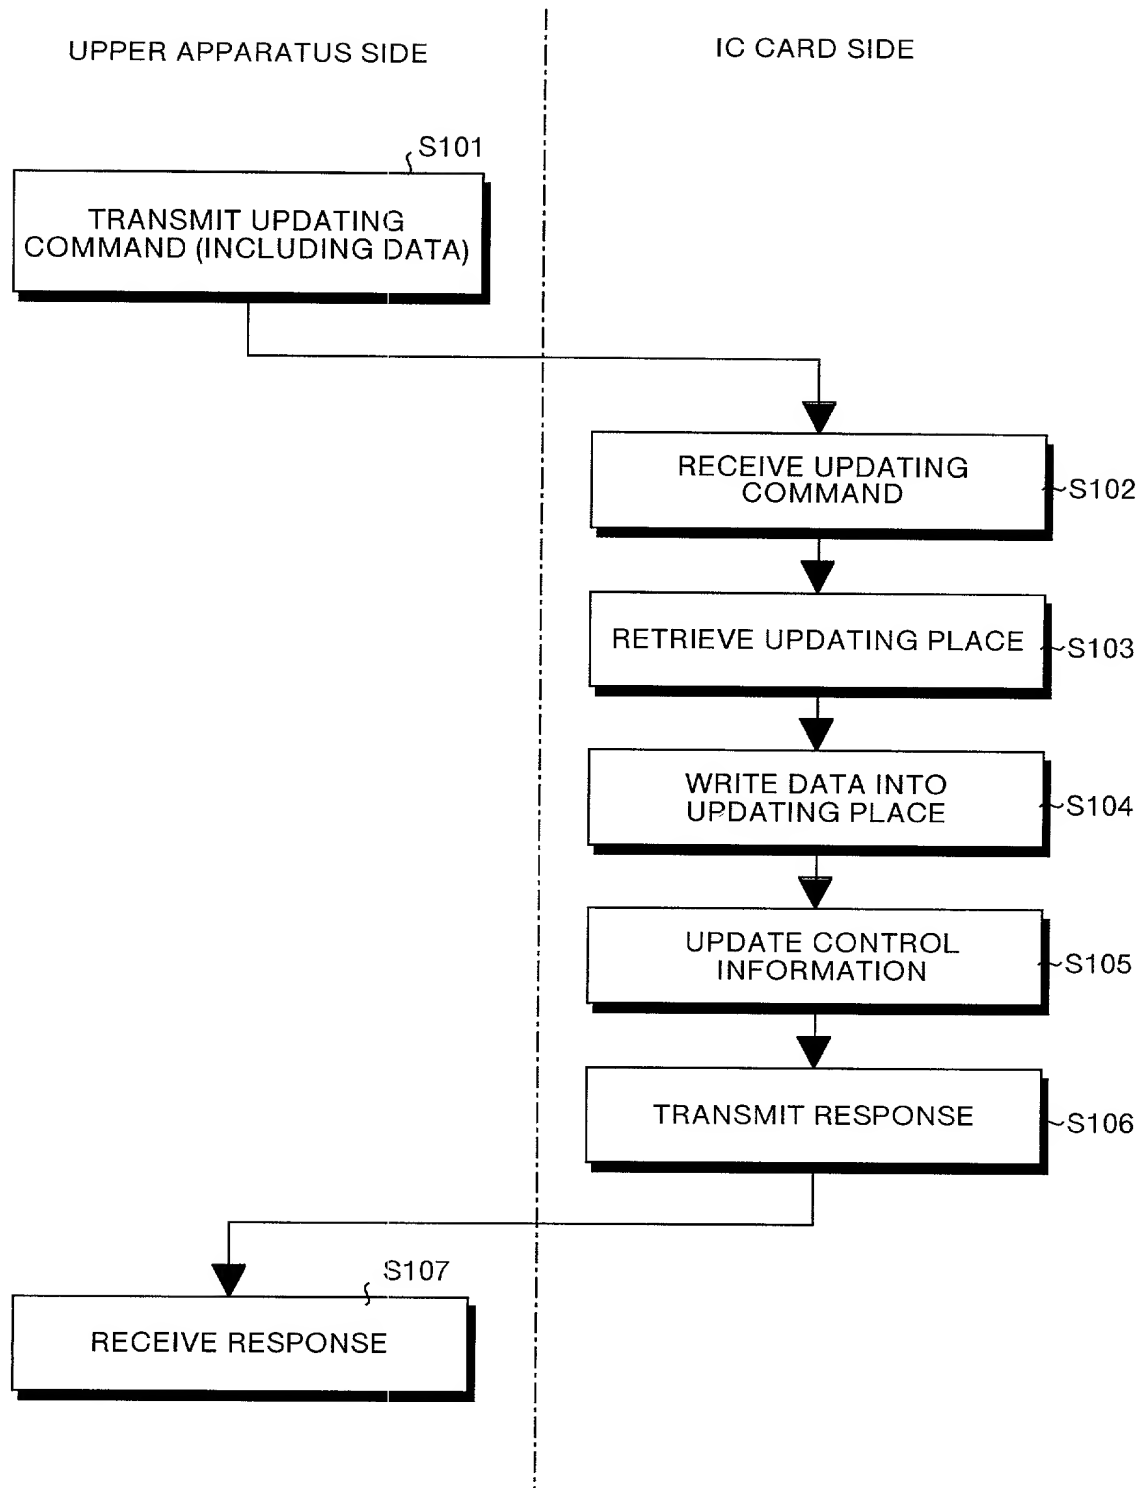 UPPER APPARATUS SIDE
IC CARD SIDE
S101
TRANSMIT UPDATING
COMMAND (INCLUDING DATA)
RECEIVE UPDATING
COMMAND
S102
RETRIEVE UPDATING PLACE
S103
WRITE DATA INTO
UPDATING PLACE
S104
UPDATE CONTROL
INFORMATION
S105
TRANSMIT RESPONSE
S106
S107
RECEIVE RESPONSE